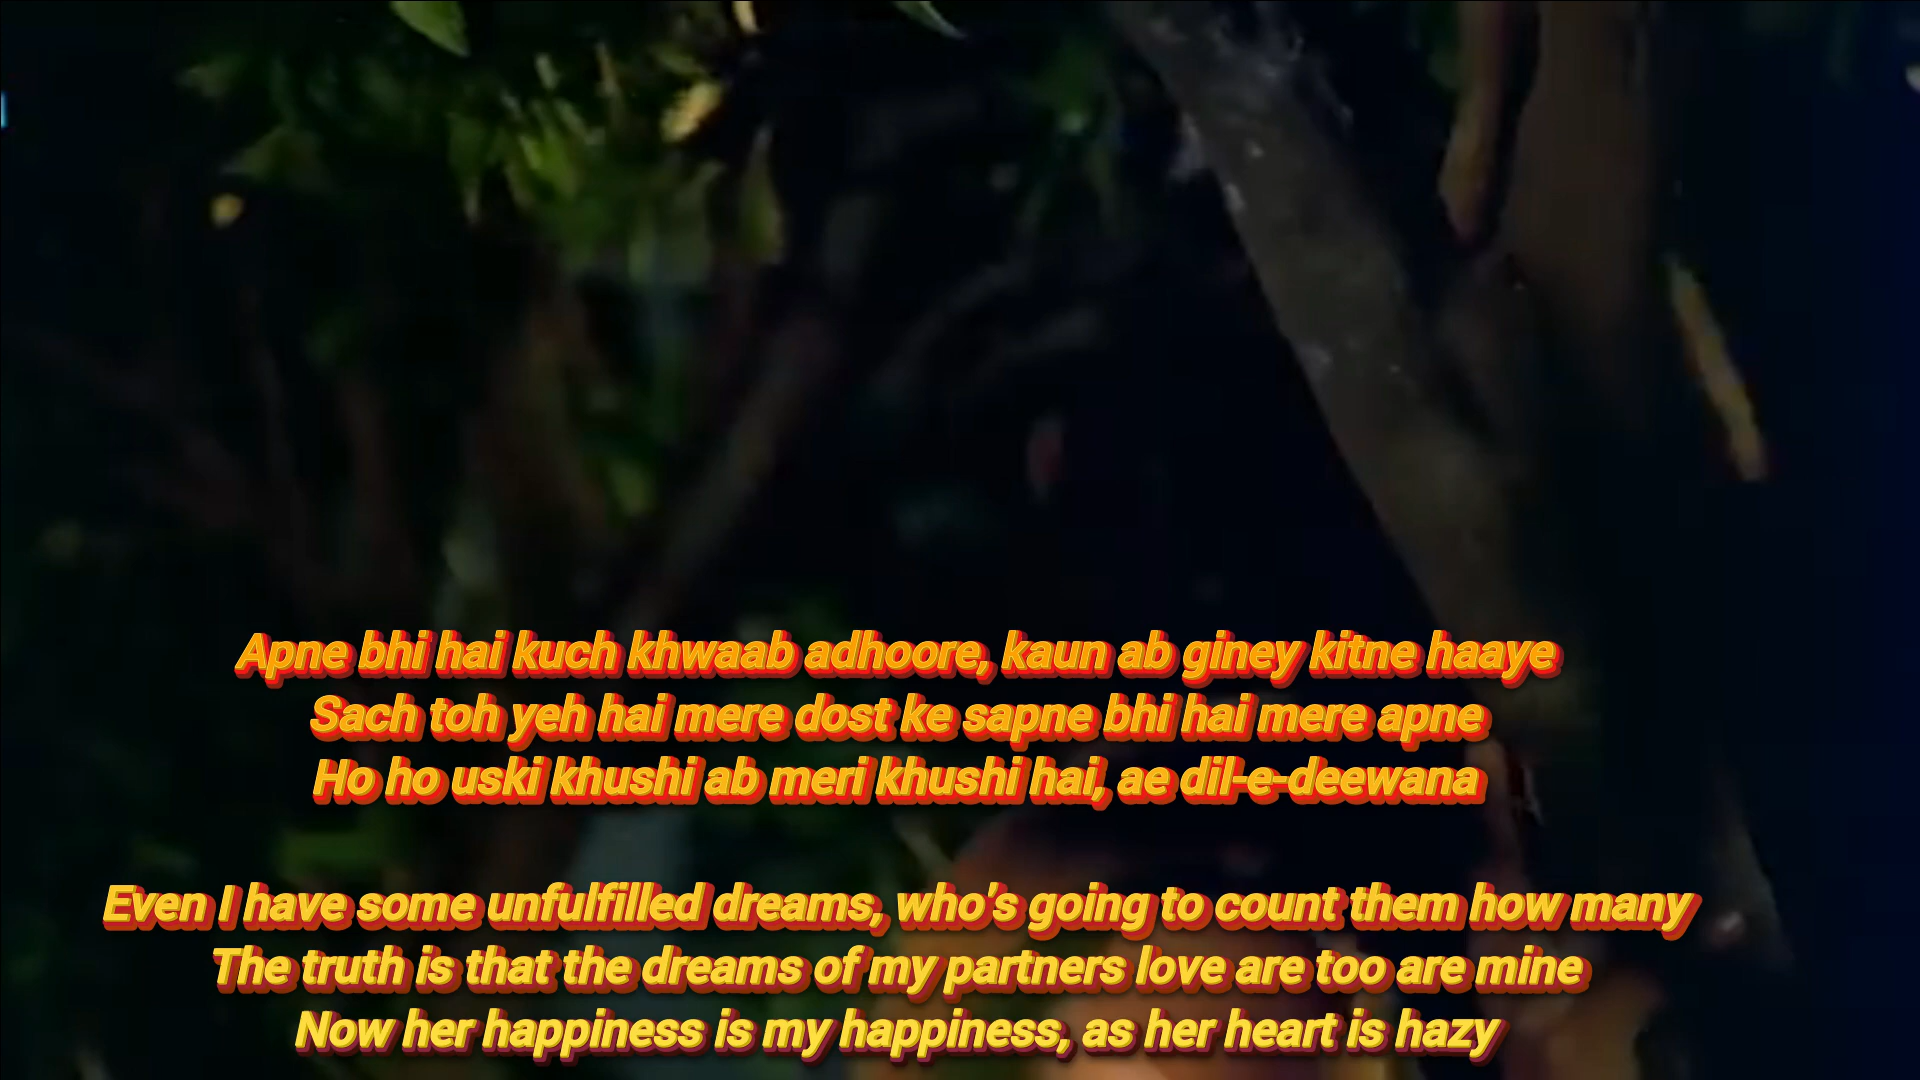 Apne bhi hai kuch khwaab adhoore, kaun ab giney kitne haaye
Sach toh yeh hai mere dost ke sapne bhi hai mere apne
Ho ho uski khushi ab meri khushi hai, ae dil-e-deewana
Even I have some unfulfilled dreams, who's going to count them how many
The truth is that the dreams of my partners love are too are mine
Now her happiness is my happiness, as her heart is hazy